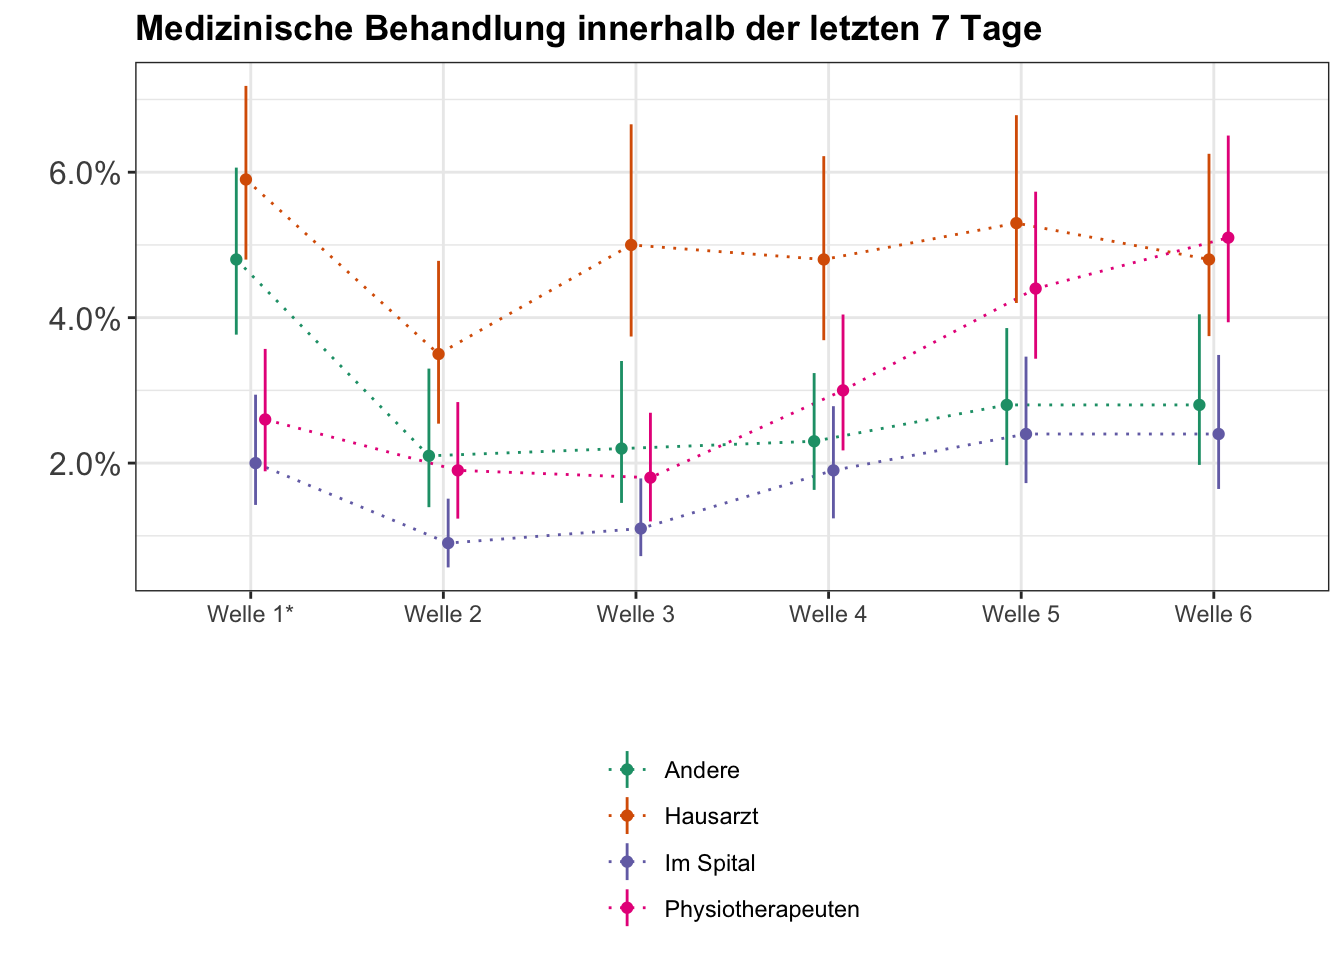 Medizinische Behandlung innerhalb der letzten 7 Tage
6.0%
4.0%
2.0%
Welle 1* Welle 2 Welle 3 Welle 4 Welle 5 Welle 6
Andere
Hausarzt
Im Spital
Physiotherapeuten